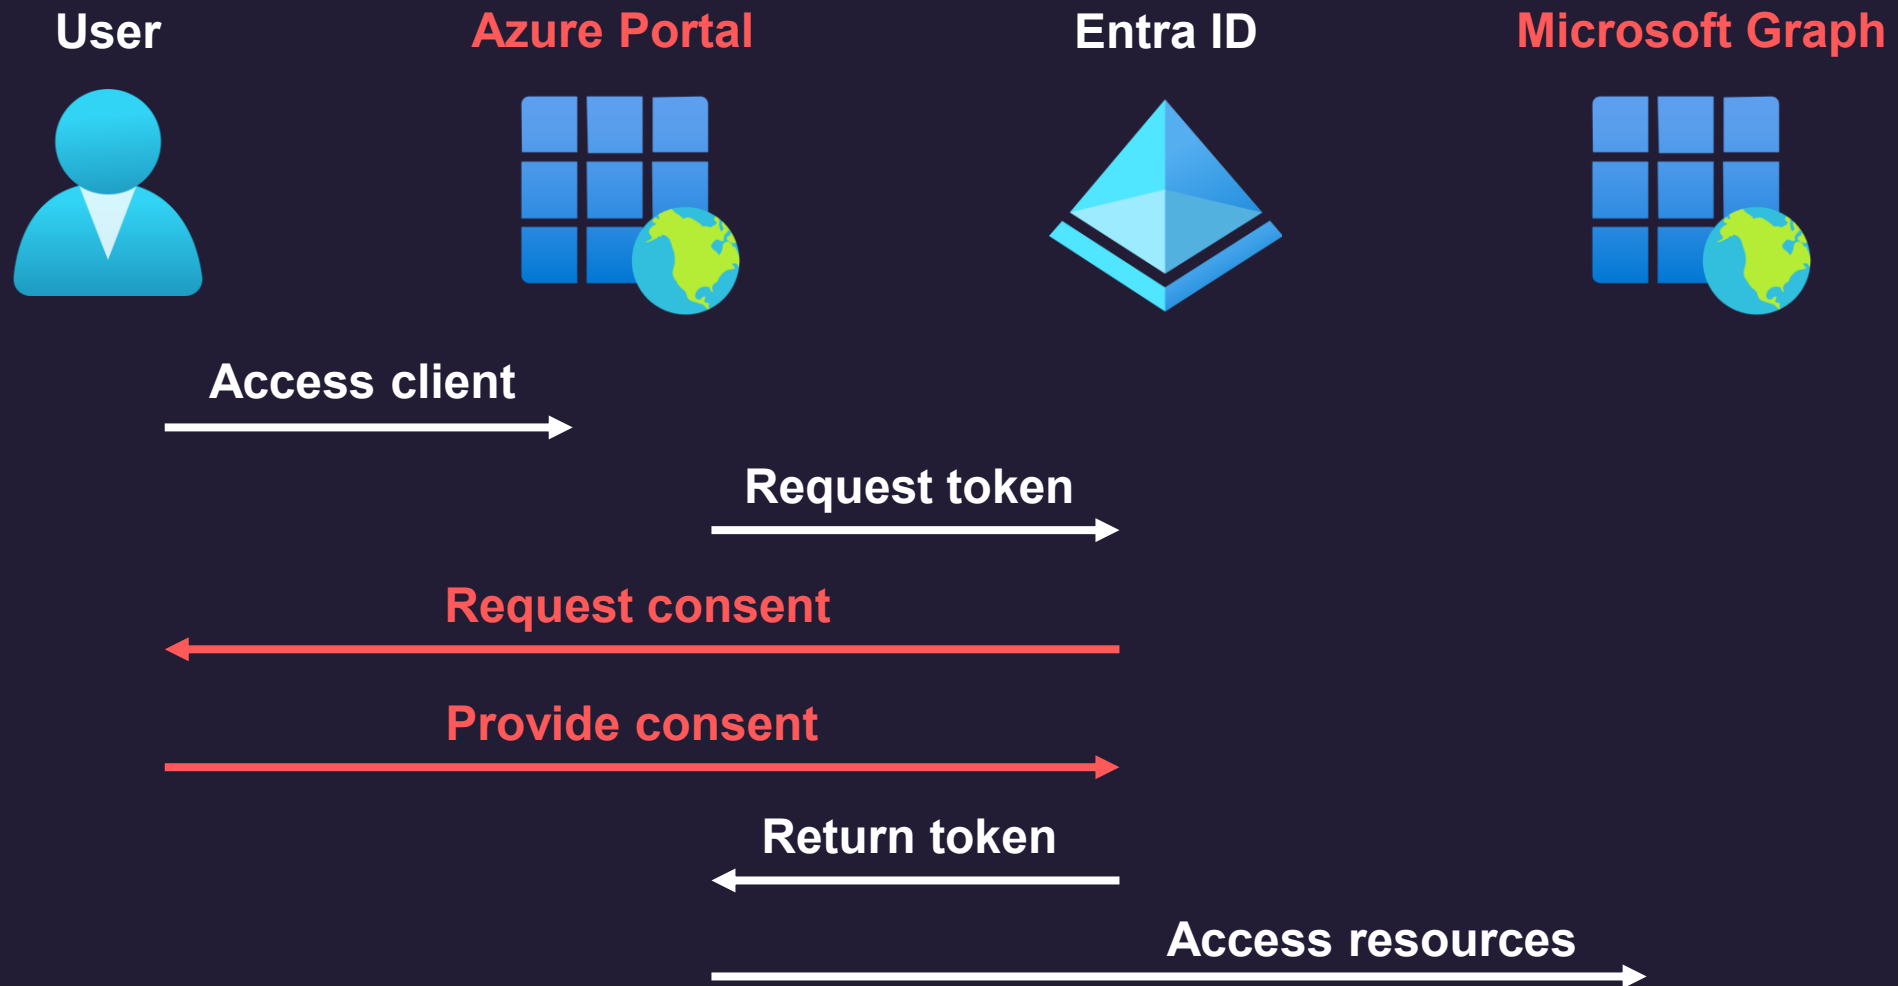 User
Azure Portal
Entra ID
Microsoft Graph
Access client
Request token
Request consent
Provide consent
Return token
Access resources